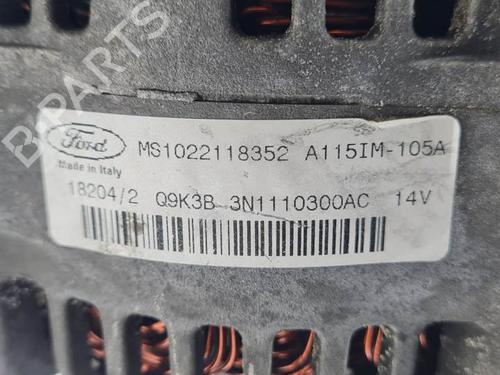 B-PARTS
Ford MS1022118352 A115IM-105A
Made in Italy
18204/2 Q9K3B 3N1110300AC 14V